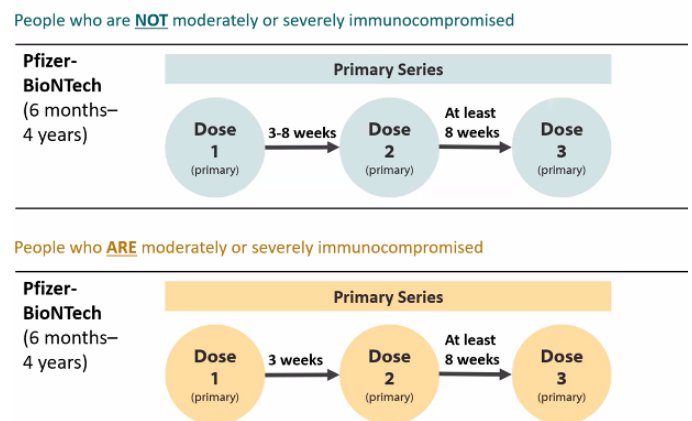 People who are NOT moderately or severely immunocompromised
Pfizer-
BioNTech
(6 months–
4 years)
Primary Series
Dose
1
(primary)
3-8 weeks
Dose
2
(primary)
At least
8 weeks
Dose
3
(primary)
People who ARE moderately or severely immunocompromised
Pfizer-
BioNTech
(6 months–
4 years)
Primary Series
Dose
1
(primary)
3 weeks
Dose
2
(primary)
At least
8 weeks
Dose
3
(primary)